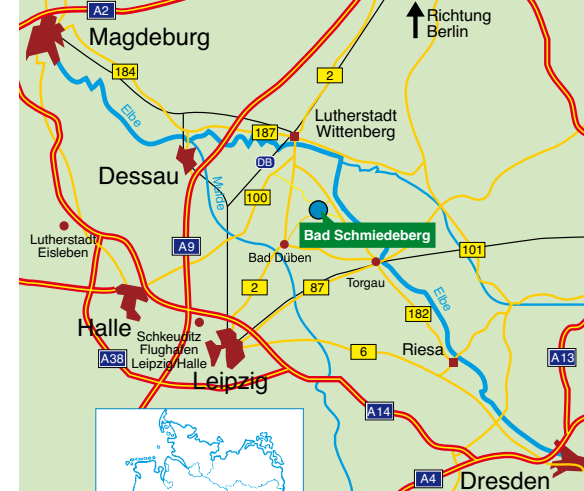 A2
Richtung
Berlin
Magdeburg
184
2
Elbe
Lutherstadt
Wittenberg
187
DB
Dessau
Mulde
100
Bad Schmiedeberg
Lutherstadt
Eisleben
A9
Bad Düben
101
Torgau
2
87
Elbe
182
Halle
Schkeuditz
Flughafen
Leipzig/Halle
A38
6
Riesa
A13
Leipzig
A14
A4
Dresden